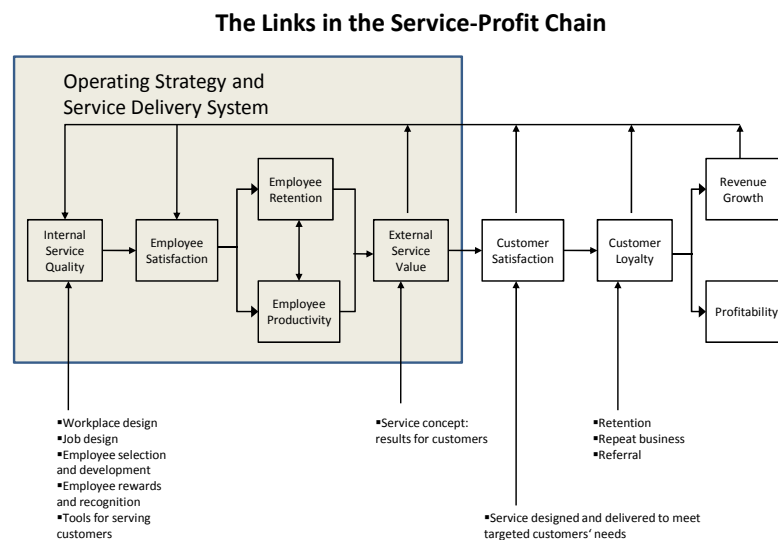 The Links in the Service-Profit Chain
Operating Strategy and
Service Delivery System
Internal
Service
Quality
Employee
Satisfaction
Employee
Retention
Employee
Productivity
External
Service
Value
Customer
Satisfaction
Customer
Loyalty
Revenue
Growth
Profitability
▪Workplace design
▪Job design
▪Employee selection
and development
▪Employee rewards
and recognition
▪Tools for serving
customers
▪Service concept:
results for customers
▪Service designed and delivered to meet
targeted customers‘ needs
▪Retention
▪Repeat business
▪Referral